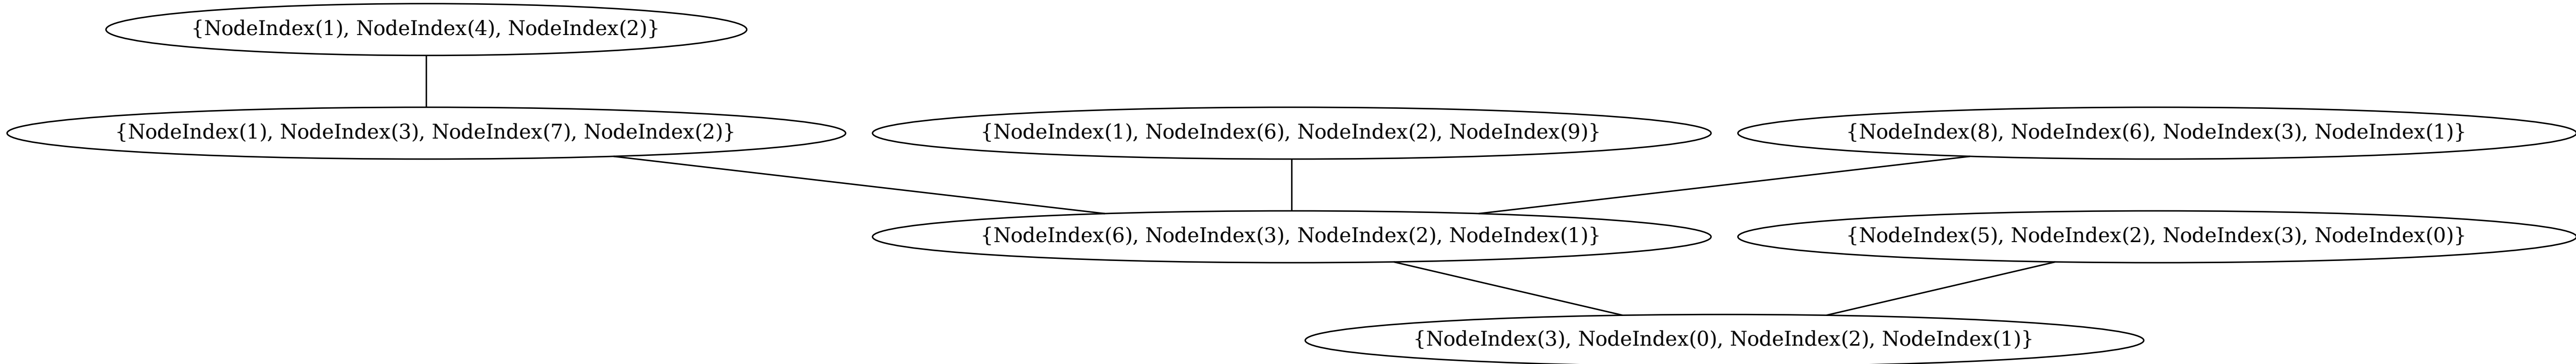 {NodeIndex(1), NodeIndex(4), NodeIndex(2)}
{NodeIndex(1), NodeIndex(3), NodeIndex(7), NodeIndex(2)}
{NodeIndex(1), NodeIndex(6), NodeIndex(2), NodeIndex(9)}
{NodeIndex(8), NodeIndex(6), NodeIndex(3), NodeIndex(1)}
{NodeIndex(6), NodeIndex(3), NodeIndex(2), NodeIndex(1)}
{NodeIndex(5), NodeIndex(2), NodeIndex(3), NodeIndex(0)}
{NodeIndex(3), NodeIndex(0), NodeIndex(2), NodeIndex(1)}